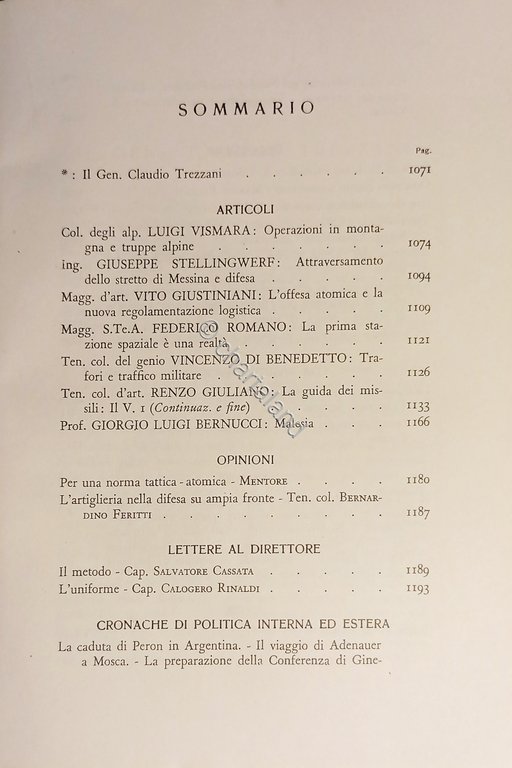 SOMMARIO
Pag.
* : Il Gen. Claudio Trezzani . . . . . . 1071
ARTICOLI
Col. degli alp. LUIGI VISMARA: Operazioni in monta-
gna e truppe alpine . . . . . . . 1074
ing. GIUSEPPE STELLINGWERF: Attraversamento
dello stretto di Messina e difesa . . . . . 1094
Magg. d'art. VITO GIUSTINIANI: L'offesa atomica e la
nuova regolamentazione logistica . . . . . 1109
Magg. S.Te.A. FEDERICO ROMANO: La prima sta-
zione spaziale è una realtà . . . . . . 1121
Ten. col. del genio VINCENZO DI BENEDETTO: Tra-
fori e traffico militare . . . . . . . 1126
Ten. col. d'art. RENZO GIULIANO: La guida dei mis-
sili: Il V. 1 (Continuaz. e fine) . . . . . 1133
Prof. GIORGIO LUIGI BERNUCCI: Malesia . . . 1166
OPINIONI
Per una norma tattica - atomica - MENTORE . . . . 1180
L'artiglieria nella difesa su ampia fronte - Ten. col. BERNAR-
DINO FERITTI . . . . . . . . . 1187
LETTERE AL DIRETTORE
Il metodo - Cap. SALVATORE CASSATA . . . . . 1189
L'uniforme - Cap. CALOGERO RINALDI . . . . . 1193
CRONACHE DI POLITICA INTERNA ED ESTERA
La caduta di Peron in Argentina. - Il viaggio di Adenauer
a Mosca. - La preparazione della Conferenza di Gine-
© chartaland